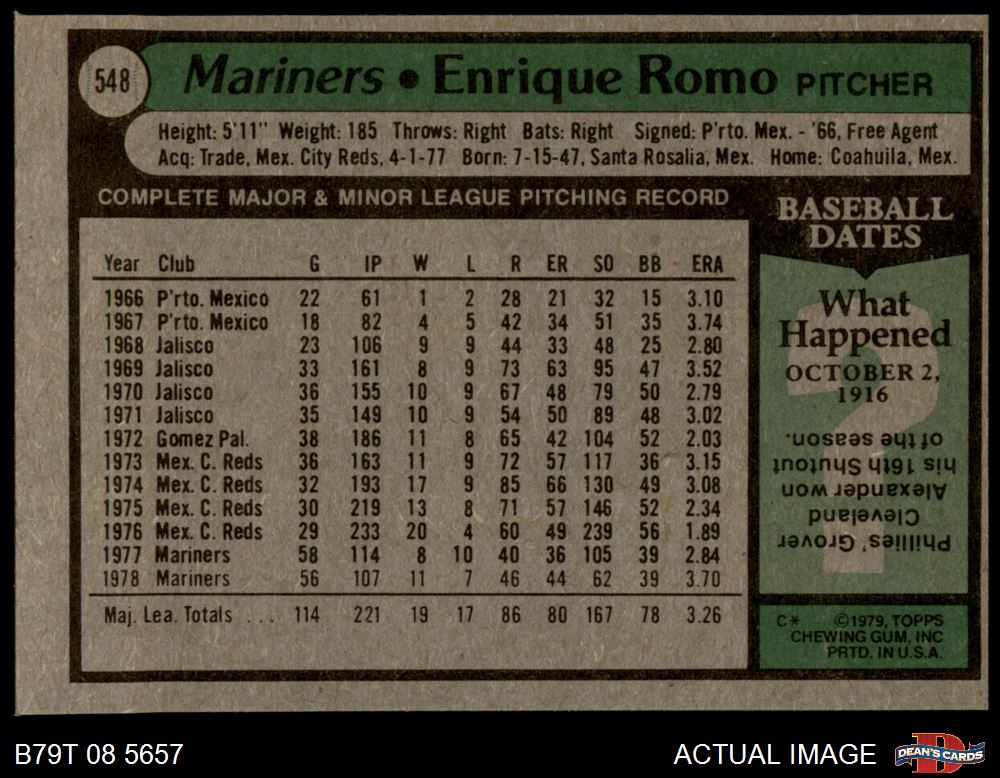 548 Mariners • Enrique Romo PITCHER
Height: 5'11" Weight: 185 Throws: Right Bats: Right Signed: P'rto. Mex. - '66, Free Agent
Acq: Trade, Mex. City Reds, 4-1-77 Born: 7-15-47, Santa Rosalia, Mex. Home: Coahuila, Mex.
COMPLETE MAJOR & MINOR LEAGUE PITCHING RECORD
Year Club G IP W L R ER SO BB ERA
1966 P'rto. Mexico 22 61 1 2 28 21 32 15 3.10
1967 P'rto. Mexico 18 82 4 5 42 34 51 35 3.74
1968 Jalisco 23 106 9 9 44 33 48 25 2.80
1969 Jalisco 33 161 8 9 73 63 95 47 3.52
1970 Jalisco 36 155 10 9 67 48 79 50 2.79
1971 Jalisco 35 149 10 9 54 50 89 48 3.02
1972 Gomez Pal. 38 186 11 8 65 42 104 52 2.03
1973 Mex. C. Reds 36 163 11 9 72 57 117 36 3.15
1974 Mex. C. Reds 32 193 17 9 85 66 130 49 3.08
1975 Mex. C. Reds 30 219 13 8 71 57 146 52 2.34
1976 Mex. C. Reds 29 233 20 4 60 49 239 56 1.89
1977 Mariners 58 114 8 10 40 36 105 39 2.84
1978 Mariners 56 107 11 7 46 44 62 39 3.70
Maj. Lea. Totals . . . 114 221 19 17 86 80 167 78 3.26
BASEBALL
DATES
What
Happened
OCTOBER 2,
1916
Phillies' Grover
Cleveland
Alexander won
his 16th Shutout
of the season.
C* ©1979, TOPPS
CHEWING GUM, INC
PRTD. IN U.S.A.
B79T 08 5657
ACTUAL IMAGE
DEAN'S CARDS